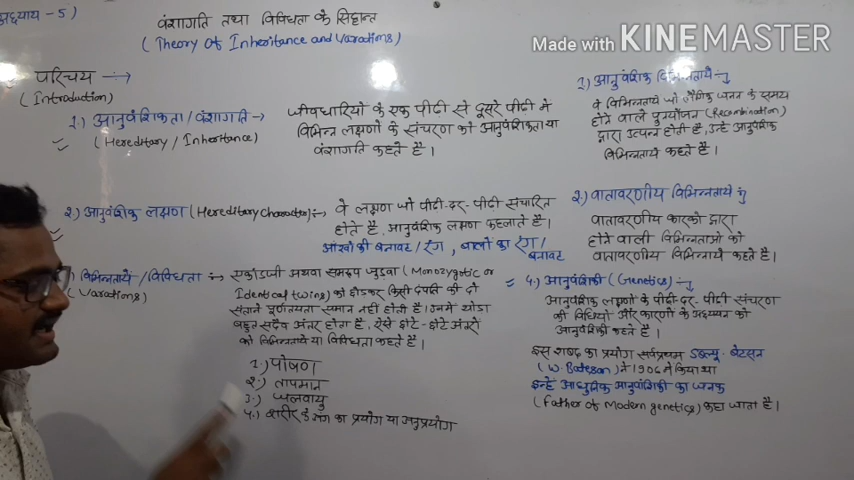 अध्याय - 5)
वंशागति तथा विविधता के सिद्धान्त
(Theory of Inheritance and Varations)
Made with KINEMASTER
परिचय :→
(Introduction)
1.) आनुवंशिकता / वंशागति →
(Hereditary / Inheritance)
जीवधारियों के एक पीढ़ी से दूसरे पीढ़ी में
विभिन्न लक्षणों के संचरण को आनुवंशिकता या
वंशागति कहते है।
2.) आनुवंशिक लक्षण (Hereditary Character) :→
वे लक्षण जो पीढ़ी-दर-पीढ़ी संचारित
होते है, आनुवंशिक लक्षण कहलाते है।
आंखों की बनावट / रंग, बालों का रंग /
बनावट
) विभिन्नतायें / विविधता :→
(Varations)
एकयुग्मजी अथवा समरूप जुड़वा (Monozygotic or
Identical twins) को छोडकर किसी दंपति की दो
संताने पूर्णतया समान नहीं होती है। उनमें थोडा
बहुत सदैव अंतर होता है, ऐसे छोटे-छोटे अंतरों
को विभिन्नताये या विविधता कहते है।
1.) पोषण
2.) तापमान
3.) जलवायु
4.) शरीर के अंग का प्रयोग या अनुप्रयोग
1) आनुवंशिक विभिन्नतायें :→
वे विभिन्नतायें जो लैंगिक जनन के समय
होने वाले पुनर्योजन (Recombination)
द्वारा उत्पन्न होती है, उन्हें आनुवंशिक
विभिन्नतायें कहते है।
2) वातावरणीय विभिन्नतायें :→
वातावरणीय कारको द्वारा
होने वाली विभिन्नताओं को
वातावरणीय विभिन्नतायें कहते है।
4.) आनुवंशिकी (Genetics) :→
आनुवंशिक लक्षणों के पीढ़ी-दर-पीढ़ी संचरण
की विधियों और कारणों के अध्ययन को
आनुवंशिकी कहते है।
इस शब्द का प्रयोग सर्वप्रथम डब्ल्यू. बेटसन
(W. Bateson) ने 1906 में किया था
इन्हें आधुनिक आनुवंशिकी का जनक
(Father of Modern genetics) कहा जाता है।